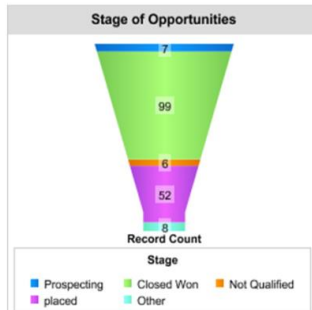 Stage of Opportunities
7
99
6
52
8
Record Count
Stage
Prospecting Closed Won Not Qualified
placed Other